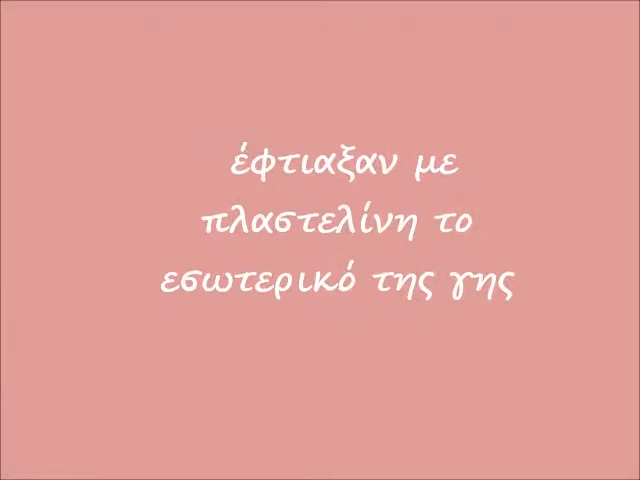 έφτιαξαν με
πλαστελίνη το
εσωτερικό της γης